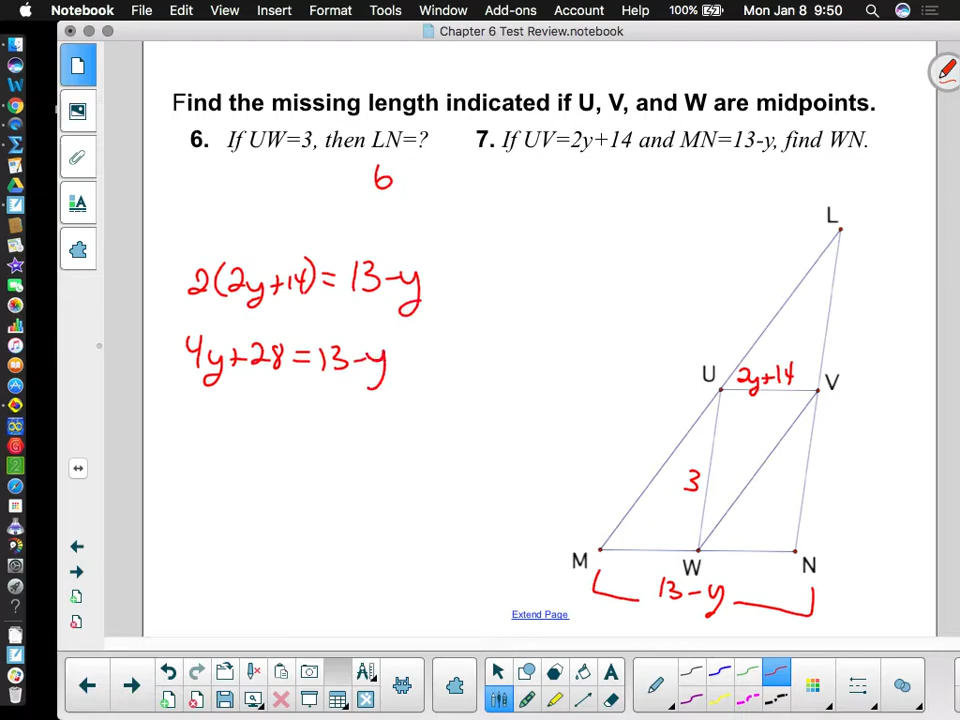 Notebook File Edit View Insert Format Tools Window Add-ons Account Help 100% Mon Jan 8 9:50
Chapter 6 Test Review.notebook
Find the missing length indicated if U, V, and W are midpoints.
6. If UW=3, then LN=? 7. If UV=2y+14 and MN=13-y, find WN.
6
L
2(2y+14)=13-y
4y+28=13-y
U 2y+14 V
3
M W N
13-y
Extend Page